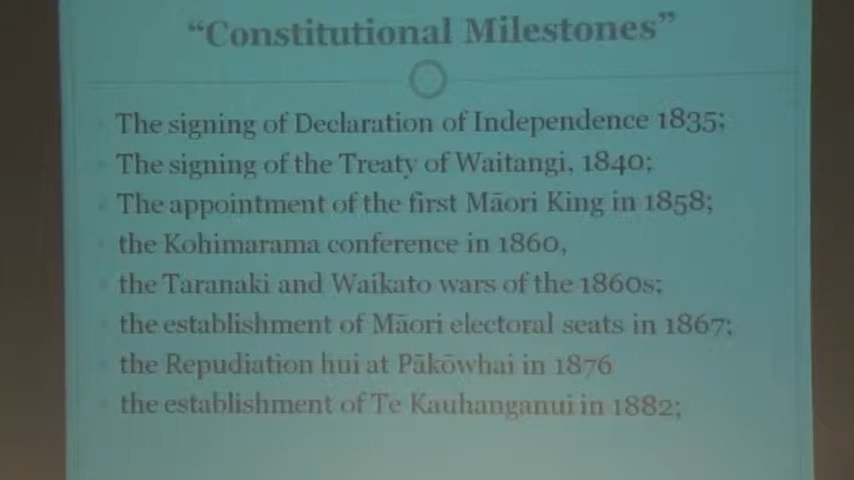 “Constitutional Milestones”
The signing of Declaration of Independence 1835;
The signing of the Treaty of Waitangi, 1840;
The appointment of the first Māori King in 1858;
the Kohimarama conference in 1860,
the Taranaki and Waikato wars of the 1860s;
the establishment of Māori electoral seats in 1867;
the Repudiation hui at Pākōwhai in 1876
the establishment of Te Kauhanganui in 1882;